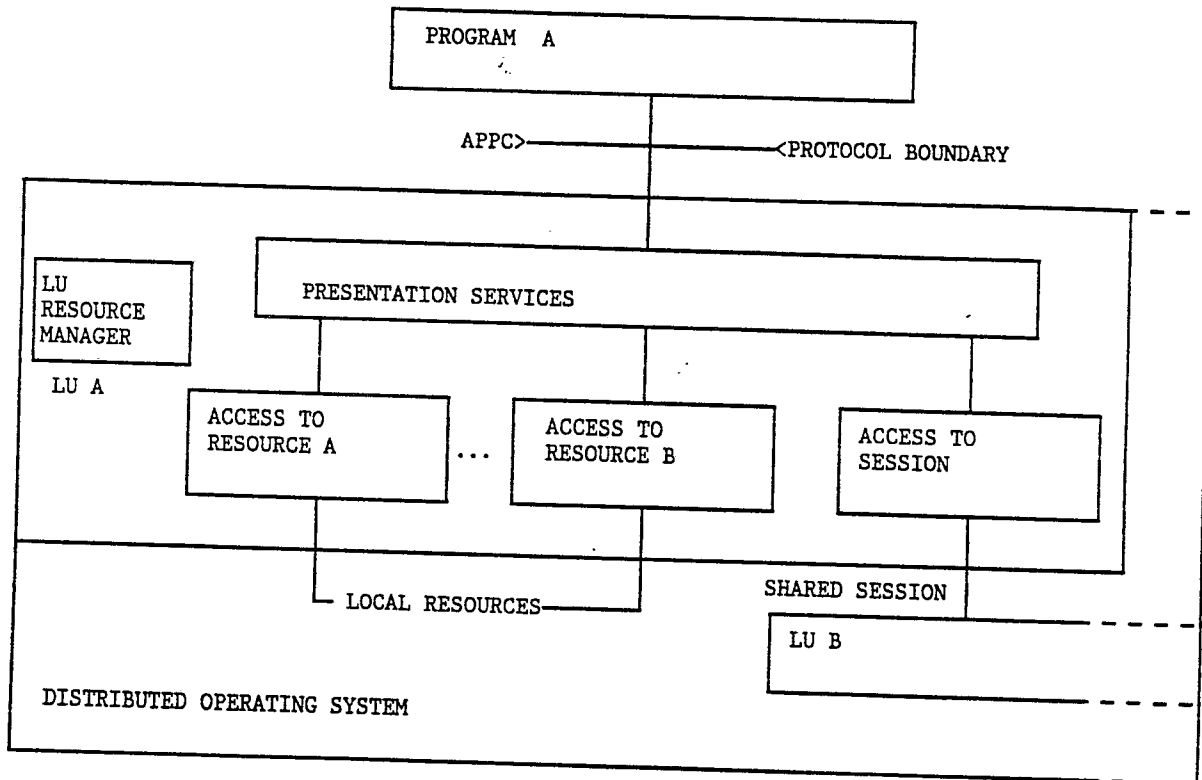 PROGRAM A
APPC>
<PROTOCOL BOUNDARY
LU
RESOURCE
MANAGER
LU A
PRESENTATION SERVICES
ACCESS TO
RESOURCE A
...
ACCESS TO
RESOURCE B
ACCESS TO
SESSION
LOCAL RESOURCES
SHARED SESSION
LU B
DISTRIBUTED OPERATING SYSTEM